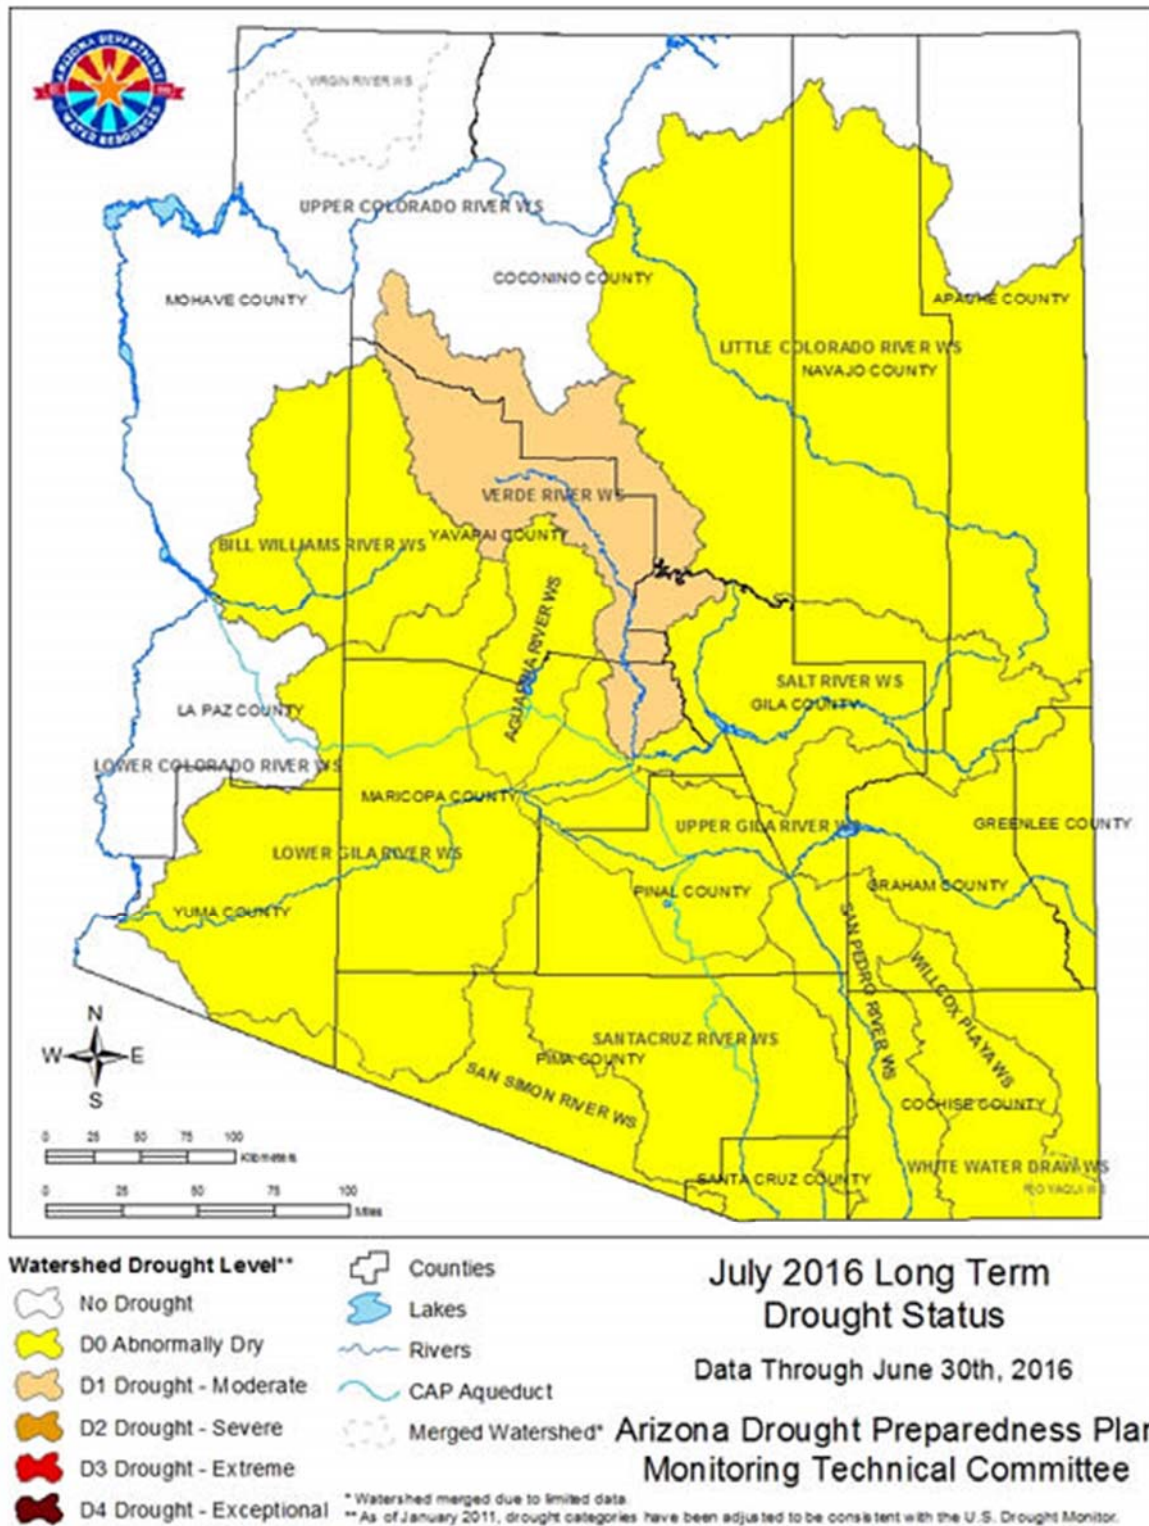 ARIZONA DEPARTMENT
of WATER RESOURCES
VIRGIN RIVER WS
UPPER COLORADO RIVER WS
COCONINO COUNTY
MOHAVE COUNTY
APACHE COUNTY
LITTLE COLORADO RIVER WS
NAVAJO COUNTY
VERDE RIVER WS
YAVAPAI COUNTY
BILL WILLIAMS RIVER WS
AGUA FRIA RIVER WS
SALT RIVER WS
GILA COUNTY
LA PAZ COUNTY
LOWER COLORADO RIVER WS
MARICOPA COUNTY
UPPER GILA RIVER WS
GREENLEE COUNTY
LOWER GILA RIVER WS
PINAL COUNTY
GRAHAM COUNTY
YUMA COUNTY
SAN PEDRO RIVER WS
WILLCOX PLAYA WS
SANTA CRUZ RIVER WS
PIMA COUNTY
SAN SIMON RIVER WS
COCHISE COUNTY
WHITE WATER DRAW WS
SANTA CRUZ COUNTY
RIO YAQUI WS
N
W E
S
0 25 50 75 100
Kilometers
0 25 50 75 100
Miles
Watershed Drought Level**
No Drought
D0 Abnormally Dry
D1 Drought - Moderate
D2 Drought - Severe
D3 Drought - Extreme
D4 Drought - Exceptional
Counties
Lakes
Rivers
CAP Aqueduct
Merged Watershed*
July 2016 Long Term
Drought Status
Data Through June 30th, 2016
Arizona Drought Preparedness Plan
Monitoring Technical Committee
* Watershed merged due to limited data.
** As of January 2011, drought categories have been adjusted to be consistent with the U.S. Drought Monitor.